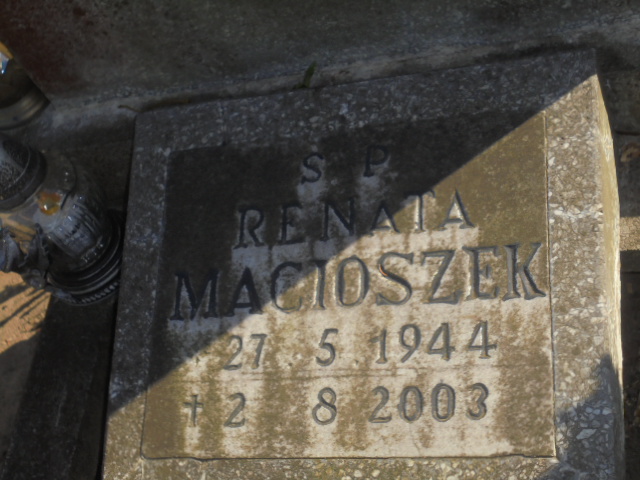 S P
RENATA
MACIOSZEK
* 27 5 1944
† 2 8 2003